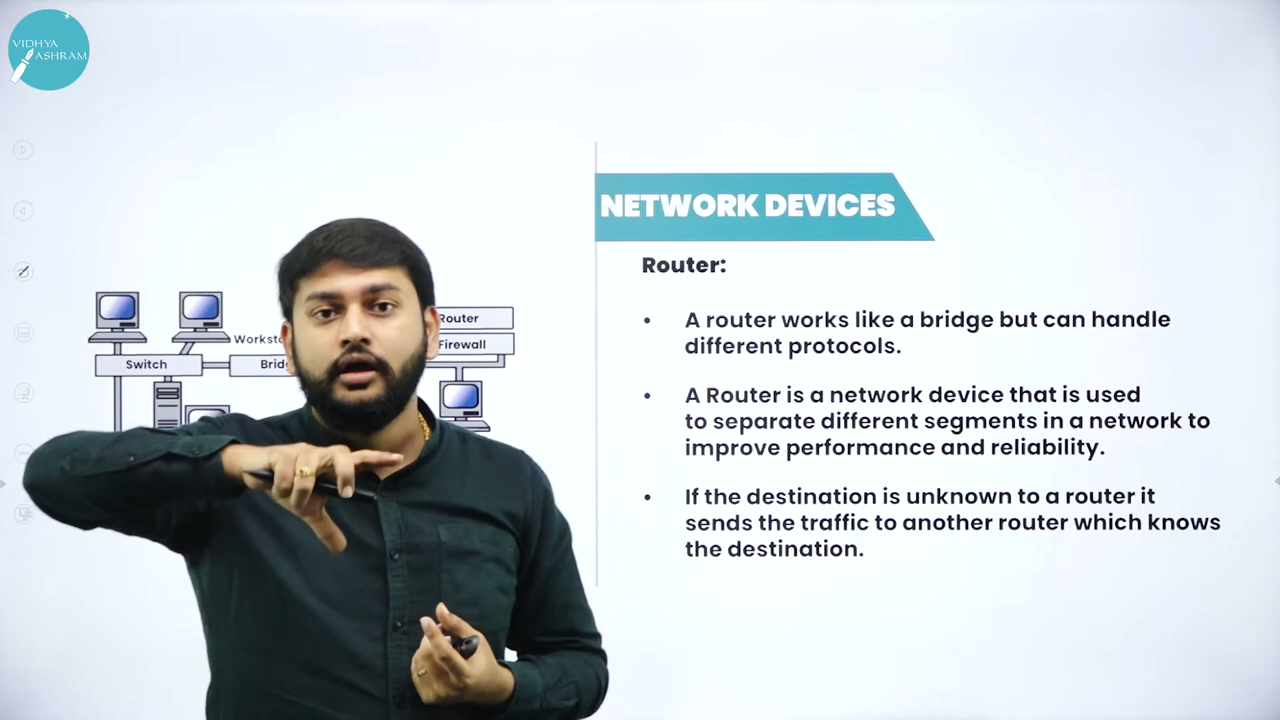 VIDHYA
ASHRAM
NETWORK DEVICES
Router:
• A router works like a bridge but can handle
different protocols.
• A Router is a network device that is used
to separate different segments in a network to
improve performance and reliability.
• If the destination is unknown to a router it
sends the traffic to another router which knows
the destination.
Router
Firewall
Switch